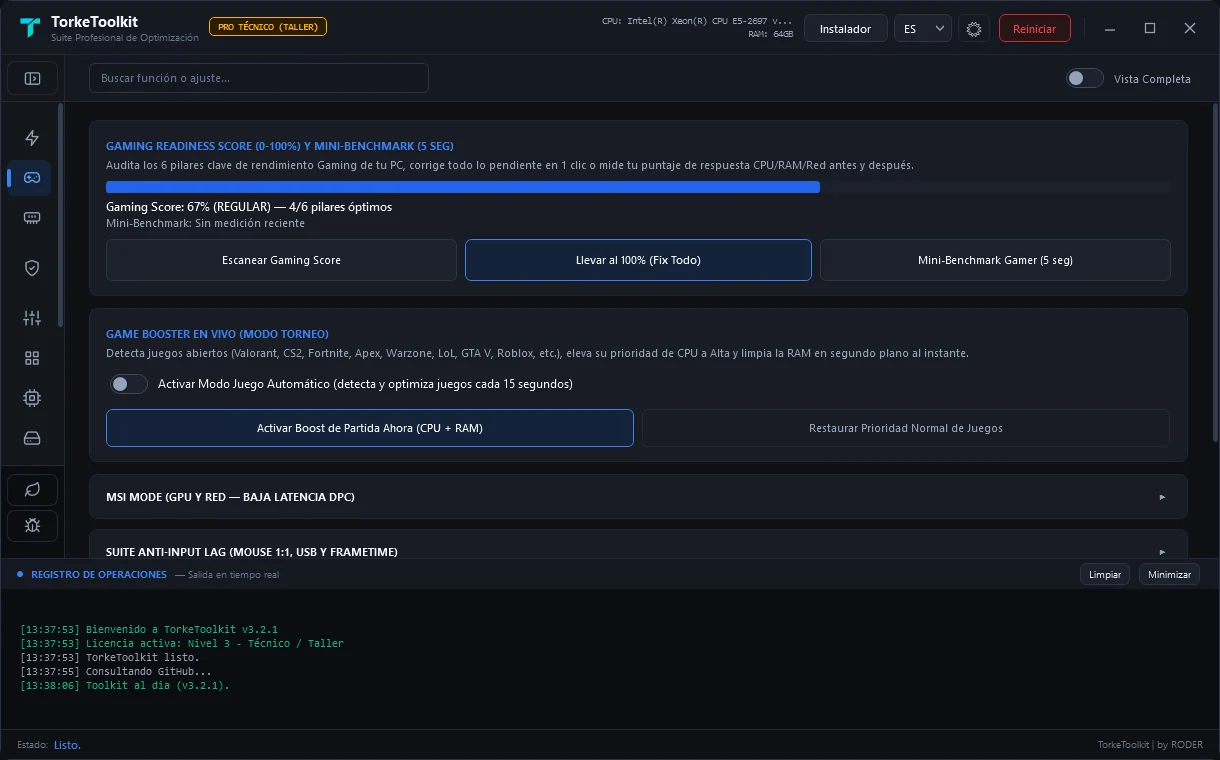 TorkeToolkit
Suite Profesional de Optimización
PRO TÉCNICO (TALLER)
CPU: Intel(R) Xeon(R) CPU E5-2697 v...
RAM: 64GB
Instalador
ES
Reiniciar
Buscar función o ajuste...
Vista Completa
GAMING READINESS SCORE (0-100%) Y MINI-BENCHMARK (5 SEG)
Audita los 6 pilares clave de rendimiento Gaming de tu PC, corrige todo lo pendiente en 1 clic o mide tu puntaje de respuesta CPU/RAM/Red antes y después.
Gaming Score: 67% (REGULAR) — 4/6 pilares óptimos
Mini-Benchmark: Sin medición reciente
Escanear Gaming Score
Llevar al 100% (Fix Todo)
Mini-Benchmark Gamer (5 seg)
GAME BOOSTER EN VIVO (MODO TORNEO)
Detecta juegos abiertos (Valorant, CS2, Fortnite, Apex, Warzone, LoL, GTA V, Roblox, etc.), eleva su prioridad de CPU a Alta y limpia la RAM en segundo plano al instante.
Activar Modo Juego Automático (detecta y optimiza juegos cada 15 segundos)
Activar Boost de Partida Ahora (CPU + RAM)
Restaurar Prioridad Normal de Juegos
MSI MODE (GPU Y RED — BAJA LATENCIA DPC)
SUITE ANTI-INPUT LAG (MOUSE 1:1, USB Y FRAMETIME)
REGISTRO DE OPERACIONES — Salida en tiempo real
Limpiar
Minimizar
[13:37:53] Bienvenido a TorkeToolkit v3.2.1
[13:37:53] Licencia activa: Nivel 3 - Técnico / Taller
[13:37:53] TorkeToolkit listo.
[13:37:55] Consultando GitHub...
[13:38:06] Toolkit al dia (v3.2.1).
Estado: Listo.
TorkeToolkit | by RODER